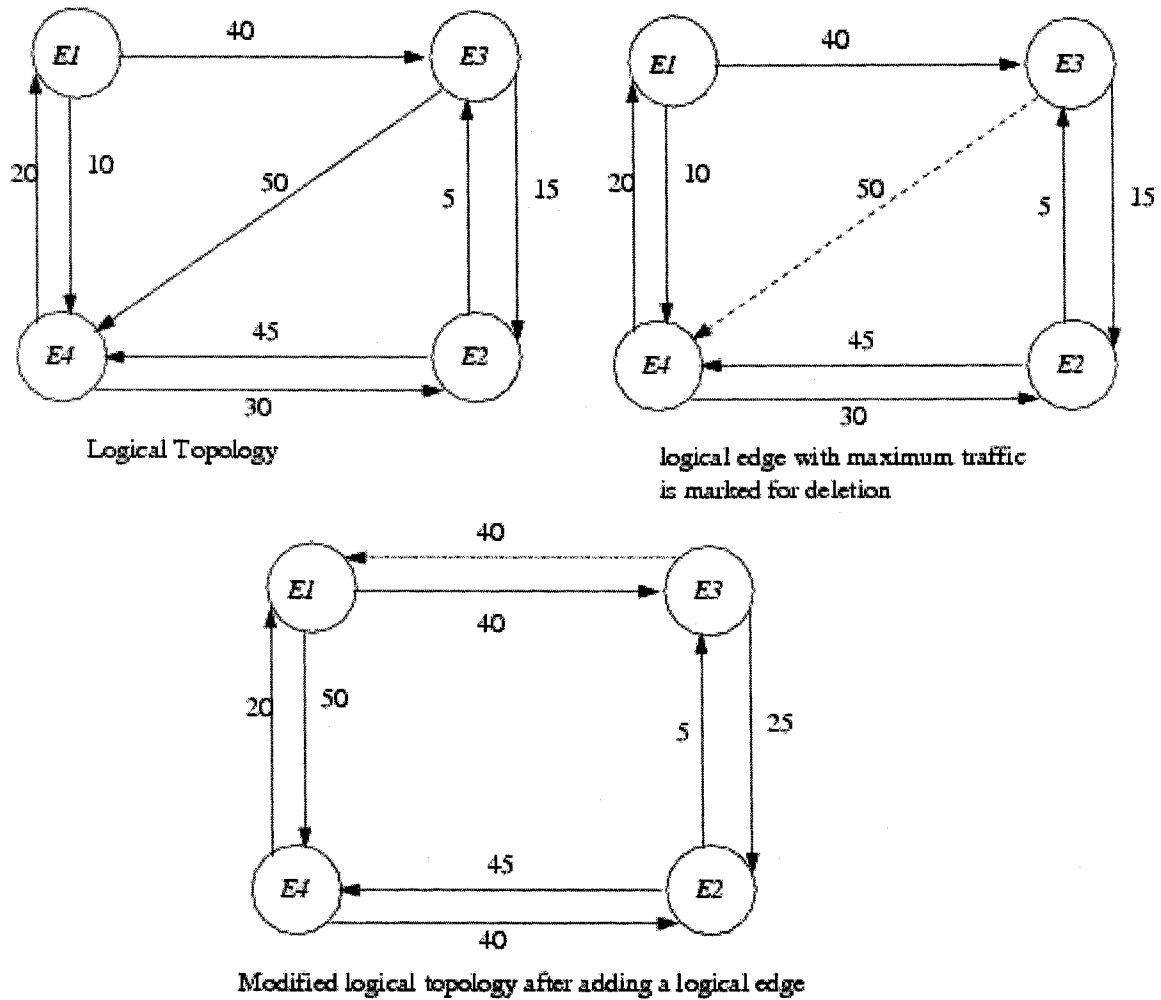 40
E1
E3
20
10
50
5
15
45
E4
E2
30
Logical Topology
40
E1
E3
20
10
50
5
15
45
E4
E2
30
logical edge with maximum traffic
is marked for deletion
40
E1
E3
40
20
50
5
25
45
E4
E2
40
Modified logical topology after adding a logical edge